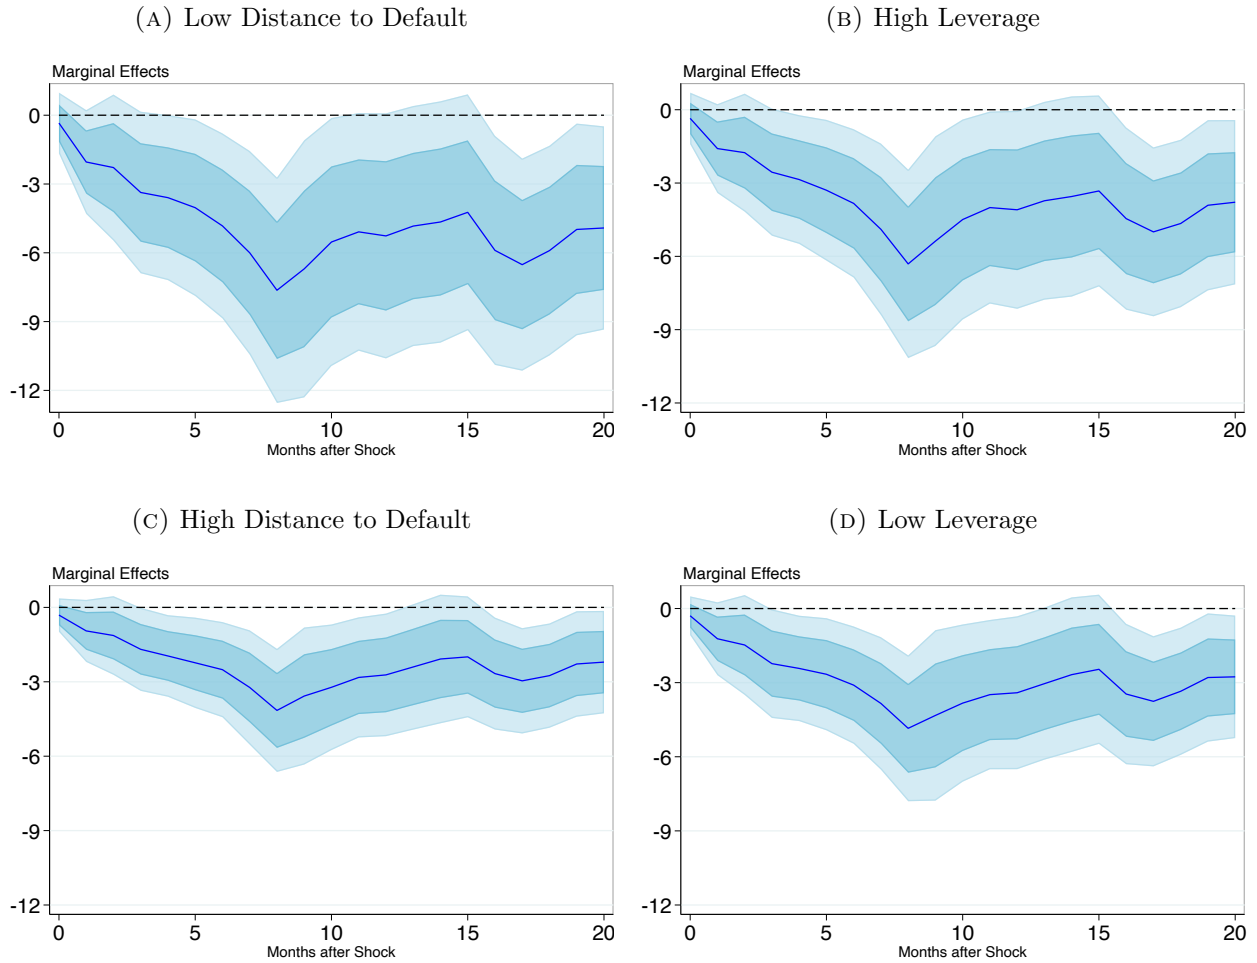 (A) Low Distance to Default
Marginal Effects
0
-3
-6
-9
-12
0 5 10 15 20
Months after Shock
(B) High Leverage
Marginal Effects
0
-3
-6
-9
-12
0 5 10 15 20
Months after Shock
(C) High Distance to Default
Marginal Effects
0
-3
-6
-9
-12
0 5 10 15 20
Months after Shock
(D) Low Leverage
Marginal Effects
0
-3
-6
-9
-12
0 5 10 15 20
Months after Shock